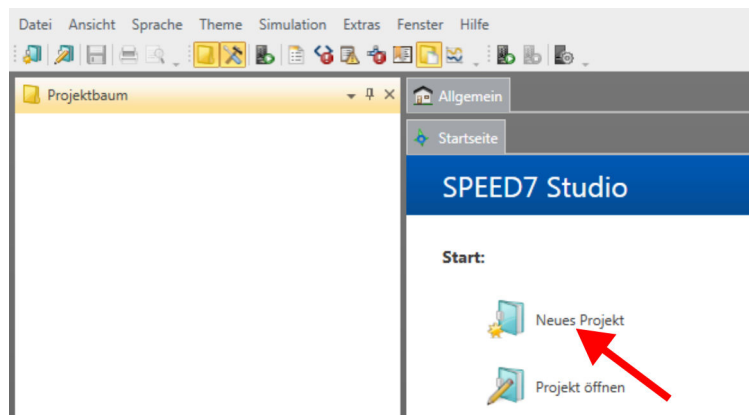 Datei Ansicht Sprache Theme Simulation Extras Fenster Hilfe
Projektbaum
Allgemein
Startseite
SPEED7 Studio
Start:
Neues Projekt
Projekt öffnen